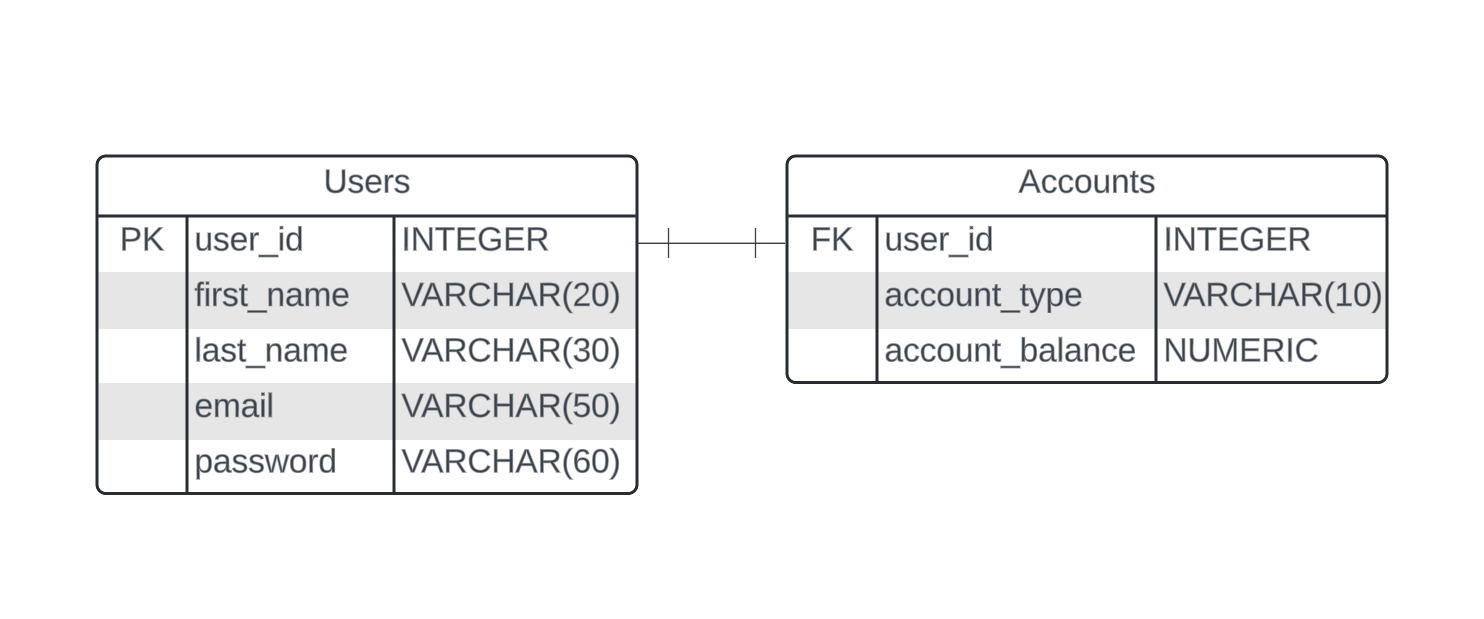 Users
PK user_id INTEGER
first_name VARCHAR(20)
last_name VARCHAR(30)
email VARCHAR(50)
password VARCHAR(60)
Accounts
FK user_id INTEGER
account_type VARCHAR(10)
account_balance NUMERIC